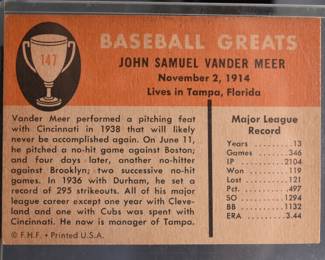 147
BASEBALL GREATS
JOHN SAMUEL VANDER MEER
November 2, 1914
Lives in Tampa, Florida
Vander Meer performed a pitching feat
with Cincinnati in 1938 that will likely
never be accomplished again. On June 11,
he pitched a no-hit game against Boston;
and four days later, another no-hitter
against Brooklyn; two successive no-hit
games. In 1936 with Durham, he set a
record of 295 strikeouts. All of his major
league career except one year with Cleve-
land and one with Cubs was spent with
Cincinnati. He now is manager of Tampa.
© F.H.F. • Printed U.S.A.
Major League
Record
Years 13
Games 346
IP 2104
Won 119
Lost 121
Pct. .497
SO 1294
BB 1132
ERA 3.44